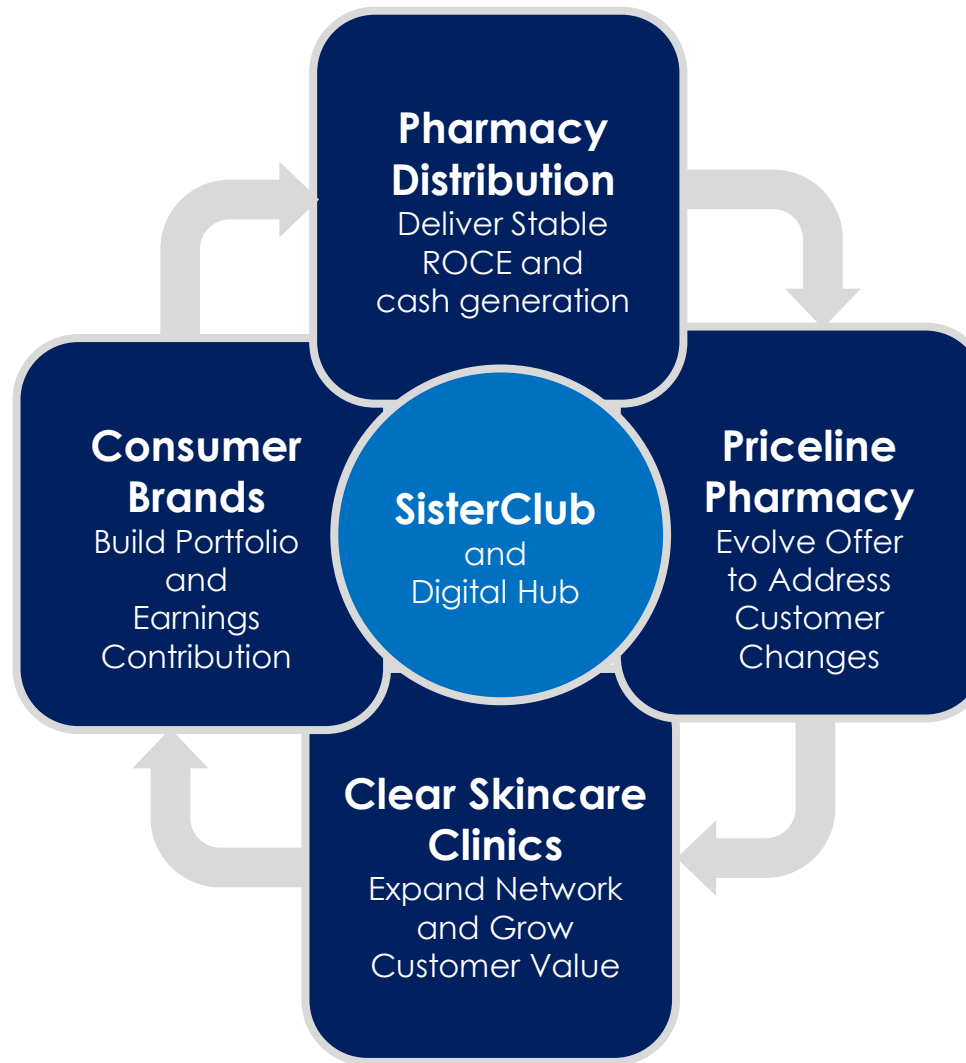 Pharmacy
Distribution
Deliver Stable
ROCE and
cash generation
Consumer
Brands
Build Portfolio
and
Earnings
Contribution
SisterClub
and
Digital Hub
Priceline
Pharmacy
Evolve Offer
to Address
Customer
Changes
Clear Skincare
Clinics
Expand Network
and Grow
Customer Value